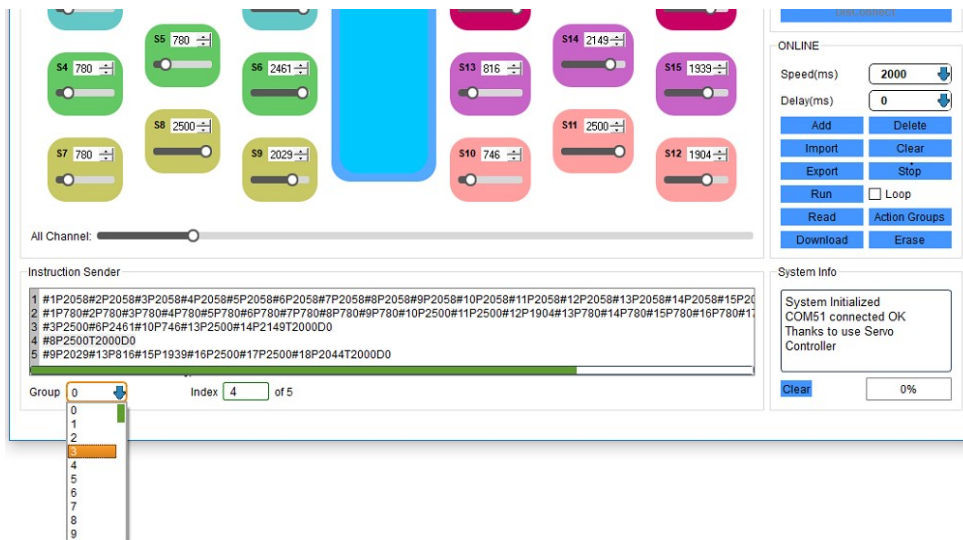 S4 780
S5 780
S6 2461
S13 816
S14 2149
S15 1939
S7 780
S8 2500
S9 2029
S10 746
S11 2500
S12 1904
All Channel:
ONLINE
Speed(ms) 2000
Delay(ms) 0
Add Delete
Import Clear
Export Stop
Run Loop
Read Action Groups
Download Erase
Instruction Sender
1 #1P2058#2P2058#3P2058#4P2058#5P2058#6P2058#7P2058#8P2058#9P2058#10P2058#11P2058#12P2058#13P2058#14P2058#15P20
2 #1P780#2P780#3P780#4P780#5P780#6P780#7P780#8P780#9P780#10P2500#11P2500#12P1904#13P780#14P780#15P780#16P780#17
3 #3P2500#6P2461#10P746#13P2500#14P2149T2000D0
4 #8P2500T2000D0
5 #9P2029#13P816#15P1939#16P2500#17P2500#18P2044T2000D0
Group 0 Index 4 of 5
0
1
2
3
4
5
6
7
8
9
System Info
System Initialized
COM51 connected OK
Thanks to use Servo
Controller
Clear 0%